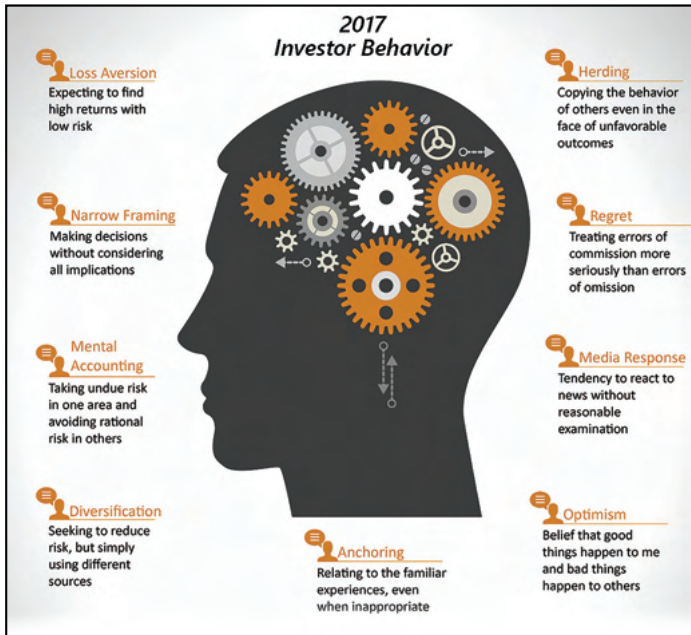 2017
Investor Behavior
Loss Aversion
Expecting to find
high returns with
low risk
Narrow Framing
Making decisions
without considering
all implications
Mental
Accounting
Taking undue risk
in one area and
avoiding rational
risk in others
Diversification
Seeking to reduce
risk, but simply
using different
sources
Anchoring
Relating to the familiar
experiences, even
when inappropriate
Herding
Copying the behavior
of others even in the
face of unfavorable
outcomes
Regret
Treating errors of
commission more
seriously than errors
of omission
Media Response
Tendency to react to
news without
reasonable
examination
Optimism
Belief that good
things happen to me
and bad things
happen to others